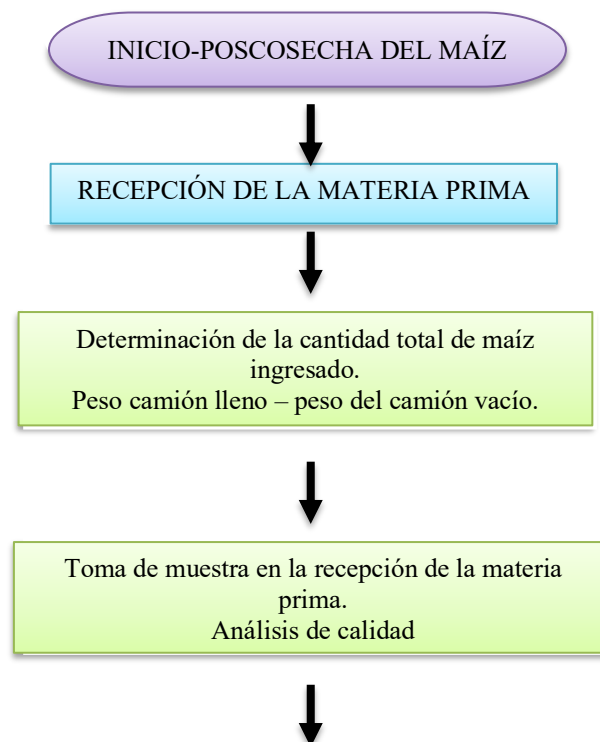 INICIO-POSCOSECHA DEL MAÍZ
RECEPCIÓN DE LA MATERIA PRIMA
Determinación de la cantidad total de maíz
ingresado.
Peso camión lleno – peso del camión vacío.
Toma de muestra en la recepción de la materia
prima.
Análisis de calidad